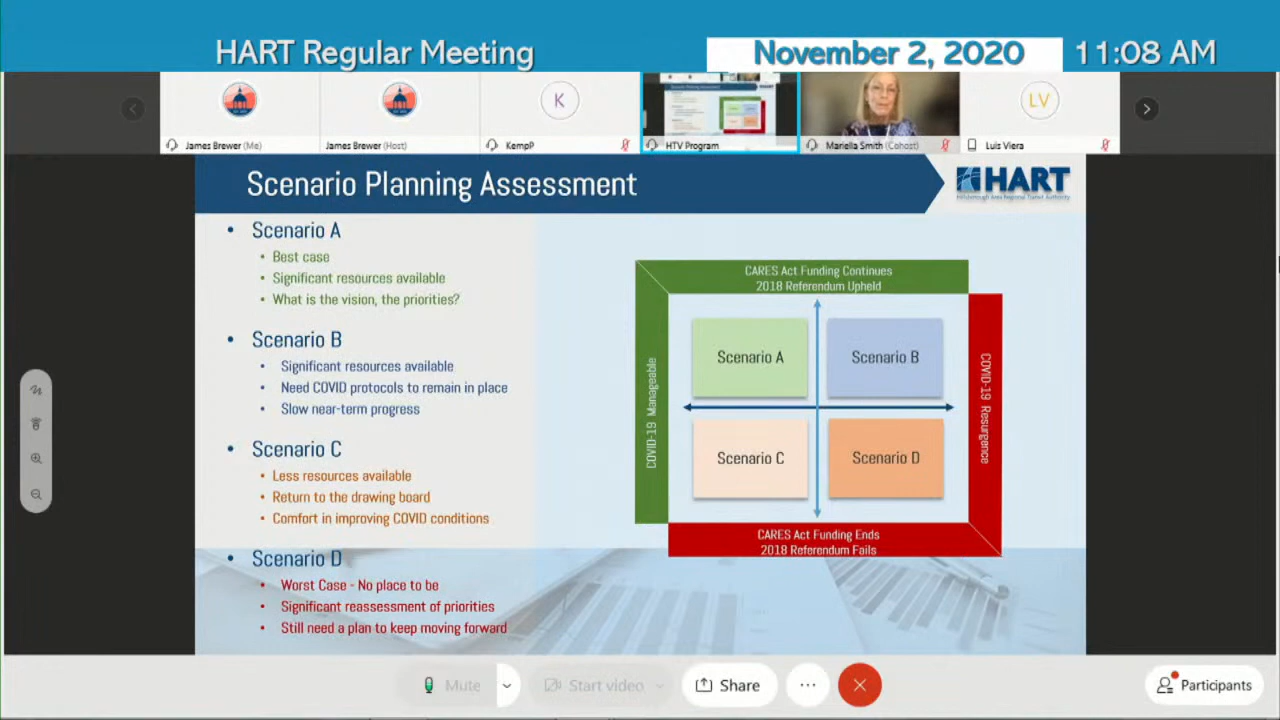 HART Regular Meeting
November 2, 2020
11:08 AM
K
LV
James Brewer (Me)
James Brewer (Host)
KempP
HTV Program
Mariella Smith (Cohost)
Luis Viera
Scenario Planning Assessment
HART
Hillsborough Area Regional Transit Authority
• Scenario A
• Best case
• Significant resources available
• What is the vision, the priorities?
• Scenario B
• Significant resources available
• Need COVID protocols to remain in place
• Slow near-term progress
• Scenario C
• Less resources available
• Return to the drawing board
• Comfort in improving COVID conditions
• Scenario D
• Worst Case - No place to be
• Significant reassessment of priorities
• Still need a plan to keep moving forward
CARES Act Funding Continues
2018 Referendum Upheld
COVID-19 Manageable
Scenario A
Scenario B
COVID-19 Resurgence
Scenario C
Scenario D
CARES Act Funding Ends
2018 Referendum Fails
Mute
Start video
Share
Participants